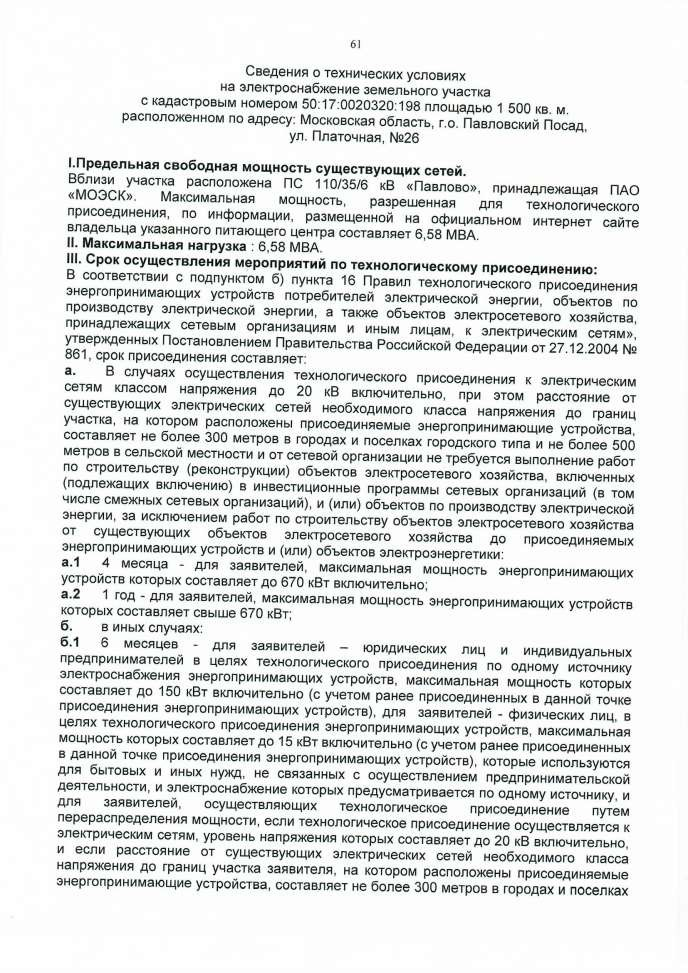 61
Сведения о технических условиях
на электроснабжение земельного участка
с кадастровым номером 50:17:0020320:198 площадью 1 500 кв. м.
расположенном по адресу: Московская область, г.о. Павловский Посад,
ул. Платочная, №26
I.Предельная свободная мощность существующих сетей.
Вблизи участка расположена ПС 110/35/6 кВ «Павлово», принадлежащая ПАО
«МОЭСК». Максимальная мощность, разрешенная для технологического
присоединения, по информации, размещенной на официальном интернет сайте
владельца указанного питающего центра составляет 6,58 МВА.
II. Максимальная нагрузка : 6,58 МВА.
III. Срок осуществления мероприятий по технологическому присоединению:
В соответствии с подпунктом б) пункта 16 Правил технологического присоединения
энергопринимающих устройств потребителей электрической энергии, объектов по
производству электрической энергии, а также объектов электросетевого хозяйства,
принадлежащих сетевым организациям и иным лицам, к электрическим сетям»,
утвержденных Постановлением Правительства Российской Федерации от 27.12.2004 №
861, срок присоединения составляет:
а. В случаях осуществления технологического присоединения к электрическим
сетям классом напряжения до 20 кВ включительно, при этом расстояние от
существующих электрических сетей необходимого класса напряжения до границ
участка, на котором расположены присоединяемые энергопринимающие устройства,
составляет не более 300 метров в городах и поселках городского типа и не более 500
метров в сельской местности и от сетевой организации не требуется выполнение работ
по строительству (реконструкции) объектов электросетевого хозяйства, включенных
(подлежащих включению) в инвестиционные программы сетевых организаций (в том
числе смежных сетевых организаций), и (или) объектов по производству электрической
энергии, за исключением работ по строительству объектов электросетевого хозяйства
от существующих объектов электросетевого хозяйства до присоединяемых
энергопринимающих устройств и (или) объектов электроэнергетики:
а.1 4 месяца - для заявителей, максимальная мощность энергопринимающих
устройств которых составляет до 670 кВт включительно;
а.2 1 год - для заявителей, максимальная мощность энергопринимающих устройств
которых составляет свыше 670 кВт;
б. в иных случаях:
б.1 6 месяцев - для заявителей – юридических лиц и индивидуальных
предпринимателей в целях технологического присоединения по одному источнику
электроснабжения энергопринимающих устройств, максимальная мощность которых
составляет до 150 кВт включительно (с учетом ранее присоединенных в данной точке
присоединения энергопринимающих устройств), для заявителей - физических лиц, в
целях технологического присоединения энергопринимающих устройств, максимальная
мощность которых составляет до 15 кВт включительно (с учетом ранее присоединенных
в данной точке присоединения энергопринимающих устройств), которые используются
для бытовых и иных нужд, не связанных с осуществлением предпринимательской
деятельности, и электроснабжение которых предусматривается по одному источнику, и
для заявителей, осуществляющих технологическое присоединение путем
перераспределения мощности, если технологическое присоединение осуществляется к
электрическим сетям, уровень напряжения которых составляет до 20 кВ включительно,
и если расстояние от существующих электрических сетей необходимого класса
напряжения до границ участка заявителя, на котором расположены присоединяемые
энергопринимающие устройства, составляет не более 300 метров в городах и поселках